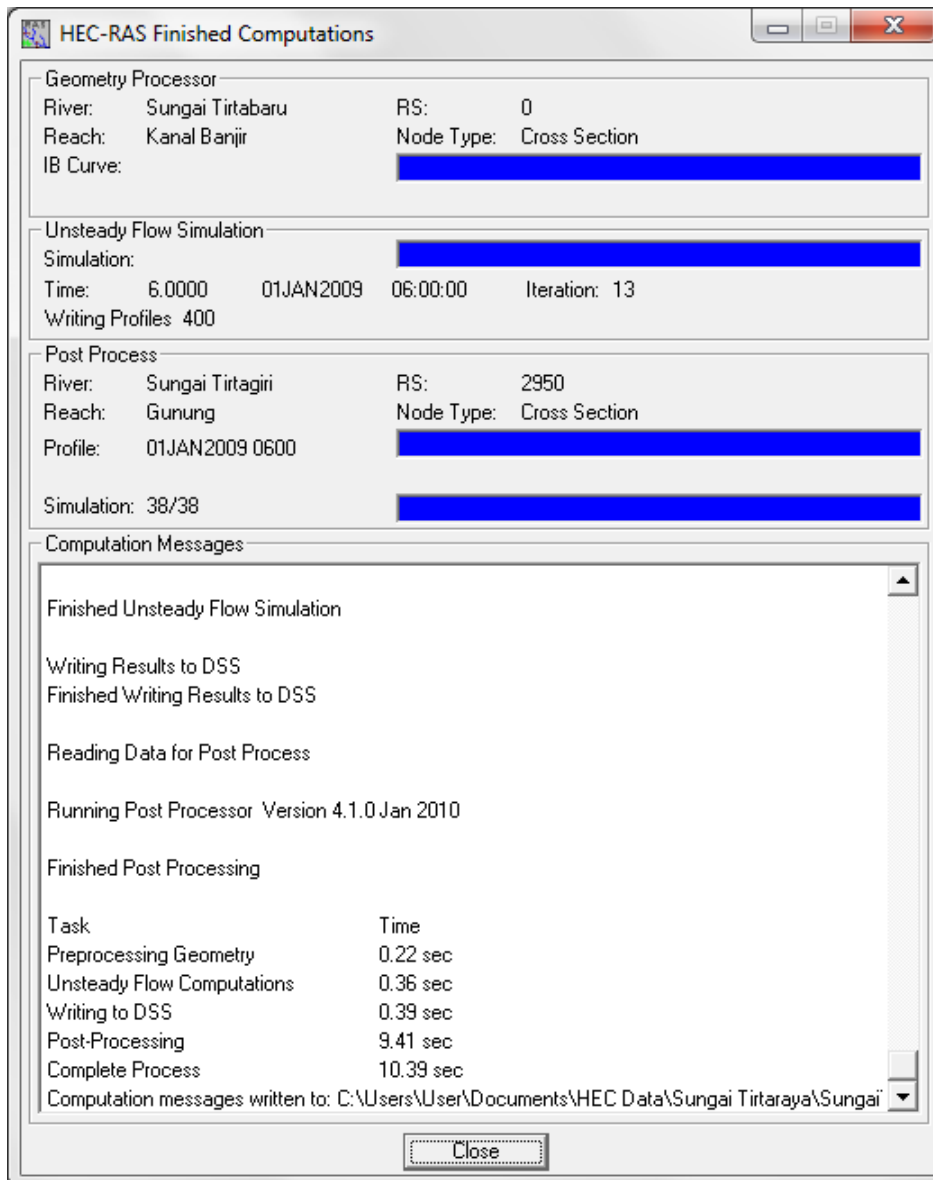 HEC-RAS Finished Computations
Geometry Processor
River: Sungai Tirtabaru RS: 0
Reach: Kanal Banjir Node Type: Cross Section
IB Curve:
Unsteady Flow Simulation
Simulation:
Time: 6.0000 01JAN2009 06:00:00 Iteration: 13
Writing Profiles 400
Post Process
River: Sungai Tirtagiri RS: 2950
Reach: Gunung Node Type: Cross Section
Profile: 01JAN2009 0600
Simulation: 38/38
Computation Messages
Finished Unsteady Flow Simulation
Writing Results to DSS
Finished Writing Results to DSS
Reading Data for Post Process
Running Post Processor Version 4.1.0 Jan 2010
Finished Post Processing
Task Time
Preprocessing Geometry 0.22 sec
Unsteady Flow Computations 0.36 sec
Writing to DSS 0.39 sec
Post-Processing 9.41 sec
Complete Process 10.39 sec
Computation messages written to: C:\Users\User\Documents\HEC Data\Sungai Tirtaraya\Sungai
Close